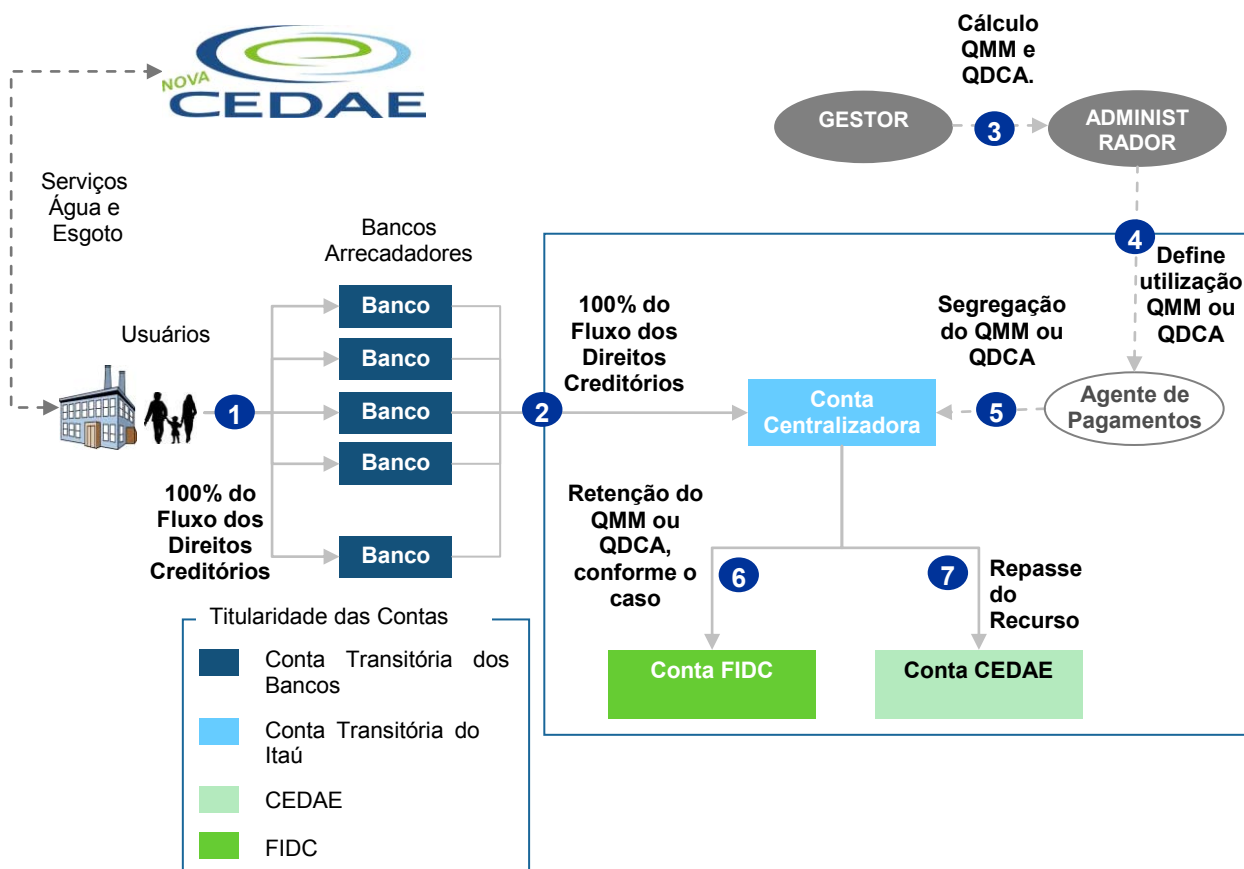 NOVA
CEDAE
Cálculo
QMM e
QDCA.
GESTOR
3
ADMINIST
RADOR
Serviços
Água e
Esgoto
Bancos
Arrecadadores
4
Define
utilização
QMM ou
QDCA
Usuários
1
Banco
Banco
Banco
Banco
Banco
100% do
Fluxo dos
Direitos
Creditórios
2
100% do
Fluxo dos
Direitos
Creditórios
Segregação
do QMM ou
QDCA
Conta
Centralizadora
5
Agente de
Pagamentos
Retenção do
QMM ou
QDCA,
conforme o
caso
6
7
Repasse
do
Recurso
Conta FIDC
Conta CEDAE
Titularidade das Contas
Conta Transitória dos
Bancos
Conta Transitória do
Itaú
CEDAE
FIDC